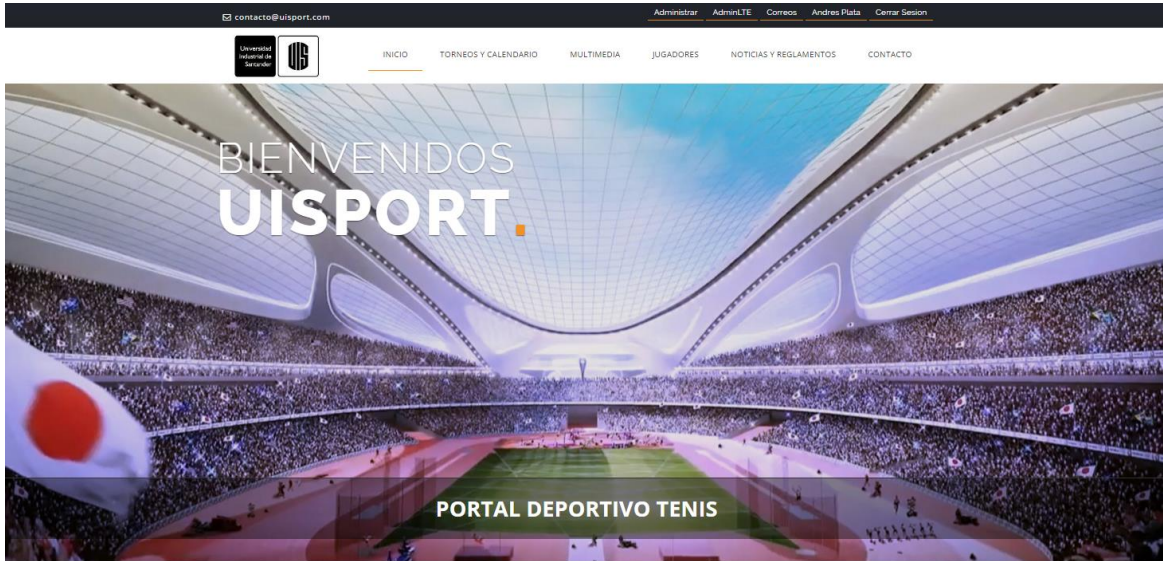 contacto@uisport.com
Administrar AdminLTE Correos Andres Plata Cerrar Sesion
Universidad
Industrial de
Santander
UIS
INICIO TORNEOS Y CALENDARIO MULTIMEDIA JUGADORES NOTICIAS Y REGLAMENTOS CONTACTO
BIENVENIDOS
UISPORT.
PORTAL DEPORTIVO TENIS